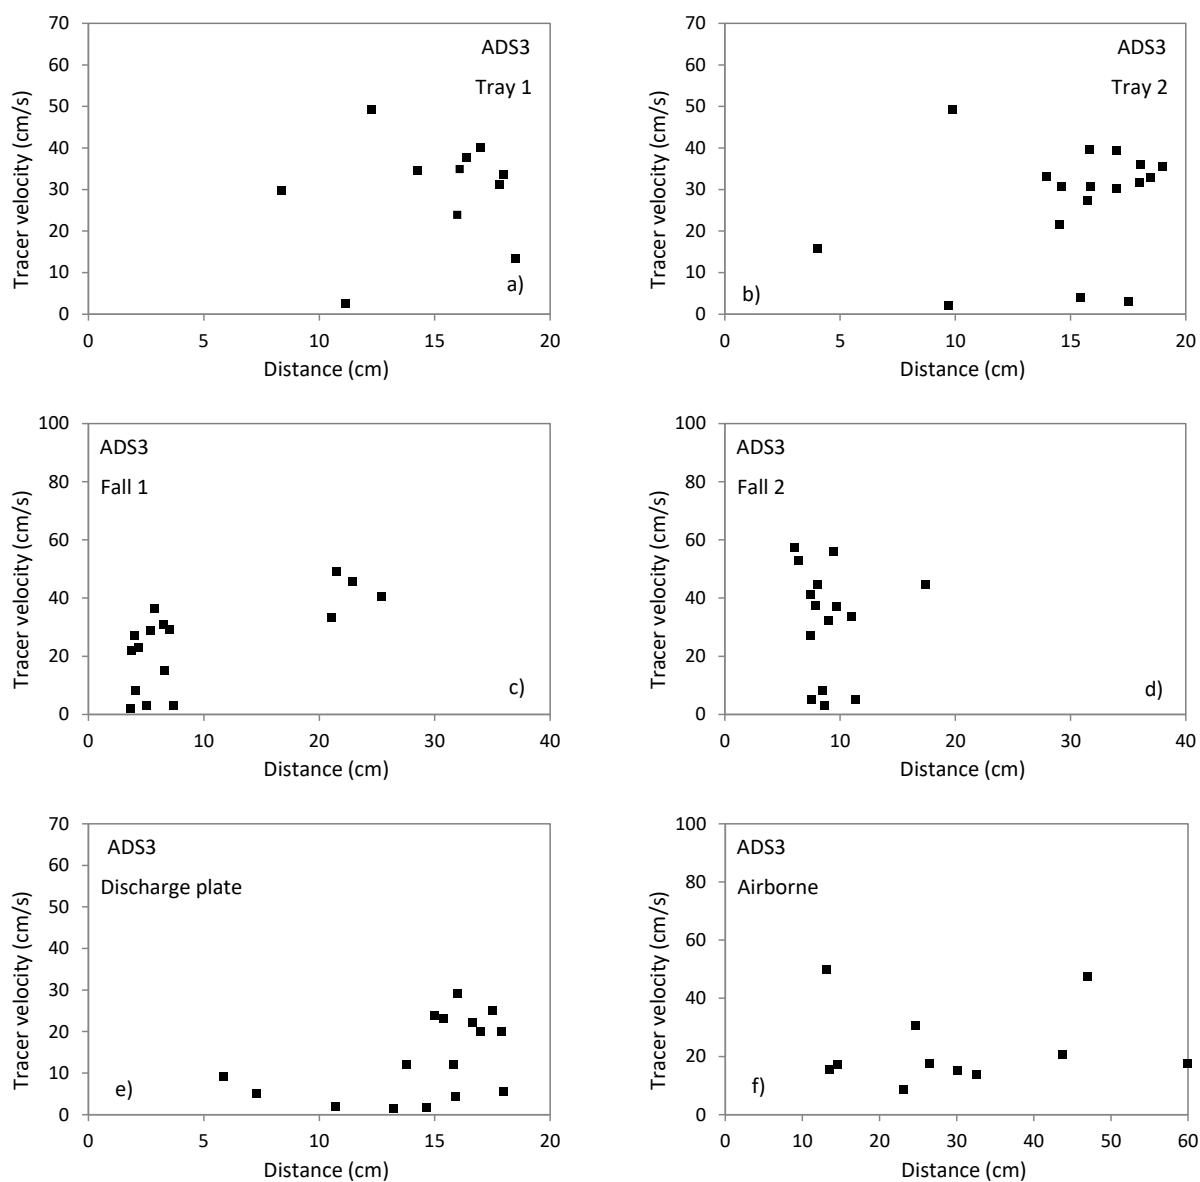 70
60
50
40
30
20
10
0
Tracer velocity (cm/s)
ADS3
Tray 1
a)
0 5 10 15 20
Distance (cm)
70
60
50
40
30
20
10
0
Tracer velocity (cm/s)
ADS3
Tray 2
b)
0 5 10 15 20
Distance (cm)
100
80
60
40
20
0
Tracer velocity (cm/s)
ADS3
Fall 1
c)
0 10 20 30 40
Distance (cm)
100
80
60
40
20
0
Tracer velocity (cm/s)
ADS3
Fall 2
d)
0 10 20 30 40
Distance (cm)
70
60
50
40
30
20
10
0
Tracer velocity (cm/s)
ADS3
Discharge plate
e)
0 5 10 15 20
Distance (cm)
100
80
60
40
20
0
Tracer velocity (cm/s)
ADS3
Airborne
f)
0 10 20 30 40 50 60
Distance (cm)